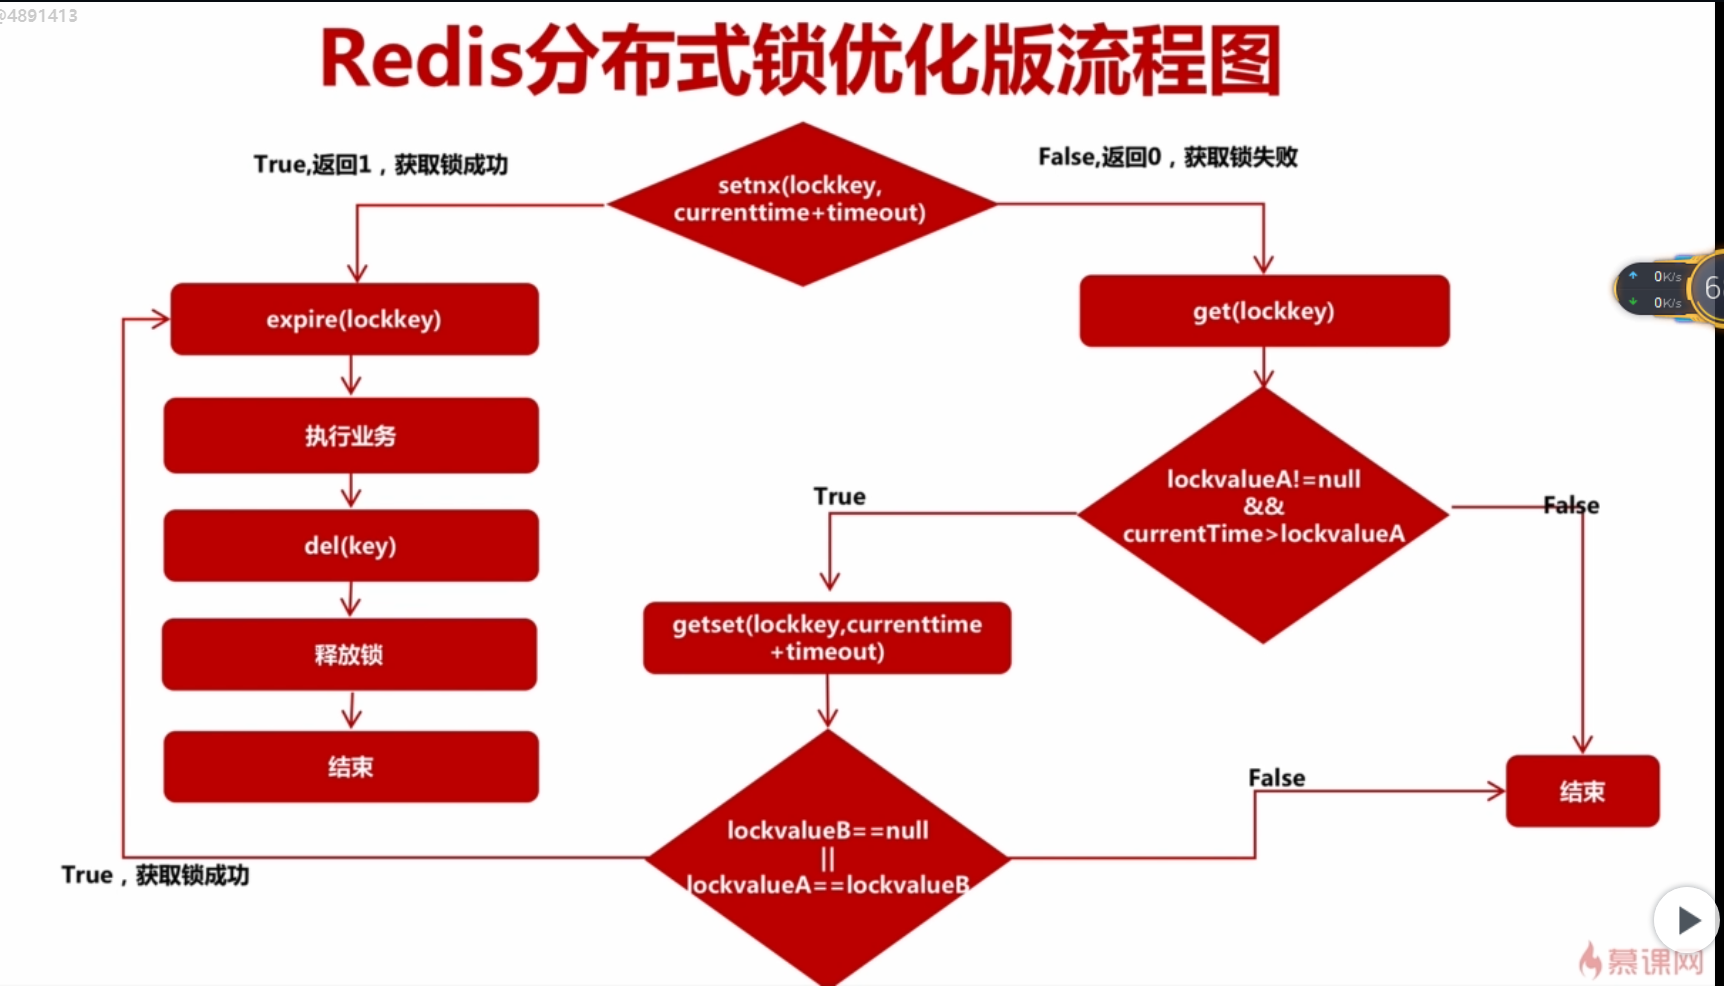 @4891413
Redis分布式锁优化版流程图
True,返回1，获取锁成功
False,返回0，获取锁失败
setnx(lockkey,
currenttime+timeout)
expire(lockkey)
get(lockkey)
0K/s
0K/s
6
执行业务
lockvalueA!=null
&&
currentTime>lockvalueA
True
False
del(key)
getset(lockkey,currenttime
+timeout)
释放锁
结束
False
结束
lockvalueB==null
||
lockvalueA==lockvalueB
True，获取锁成功
慕课网